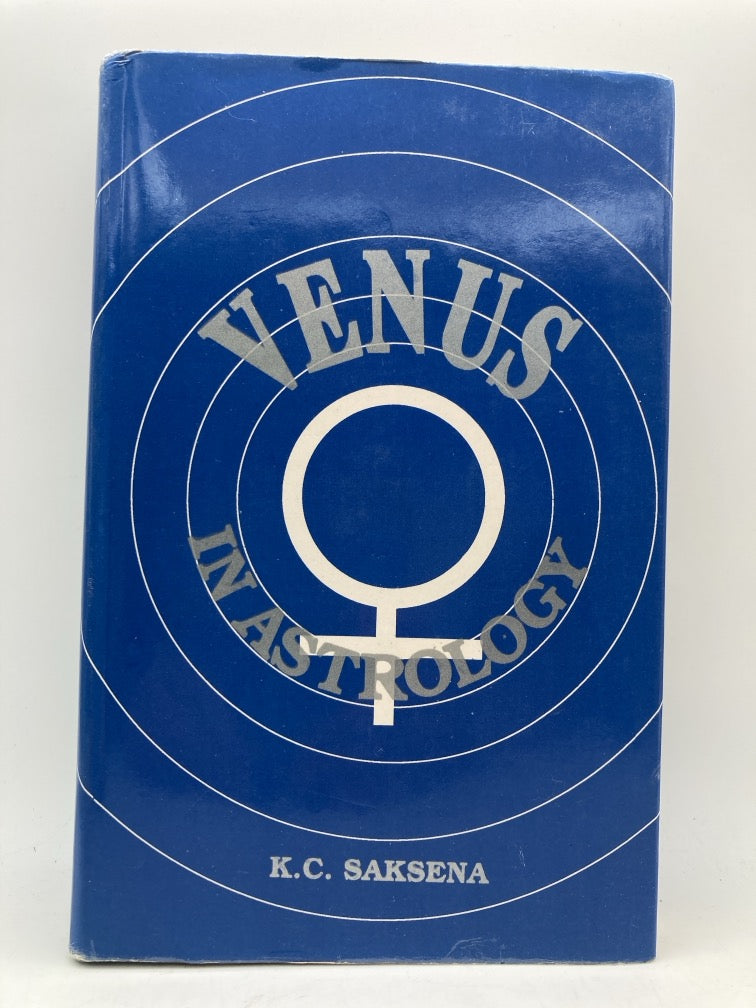 VENUS
IN ASTROLOGY
K.C. SAKSENA